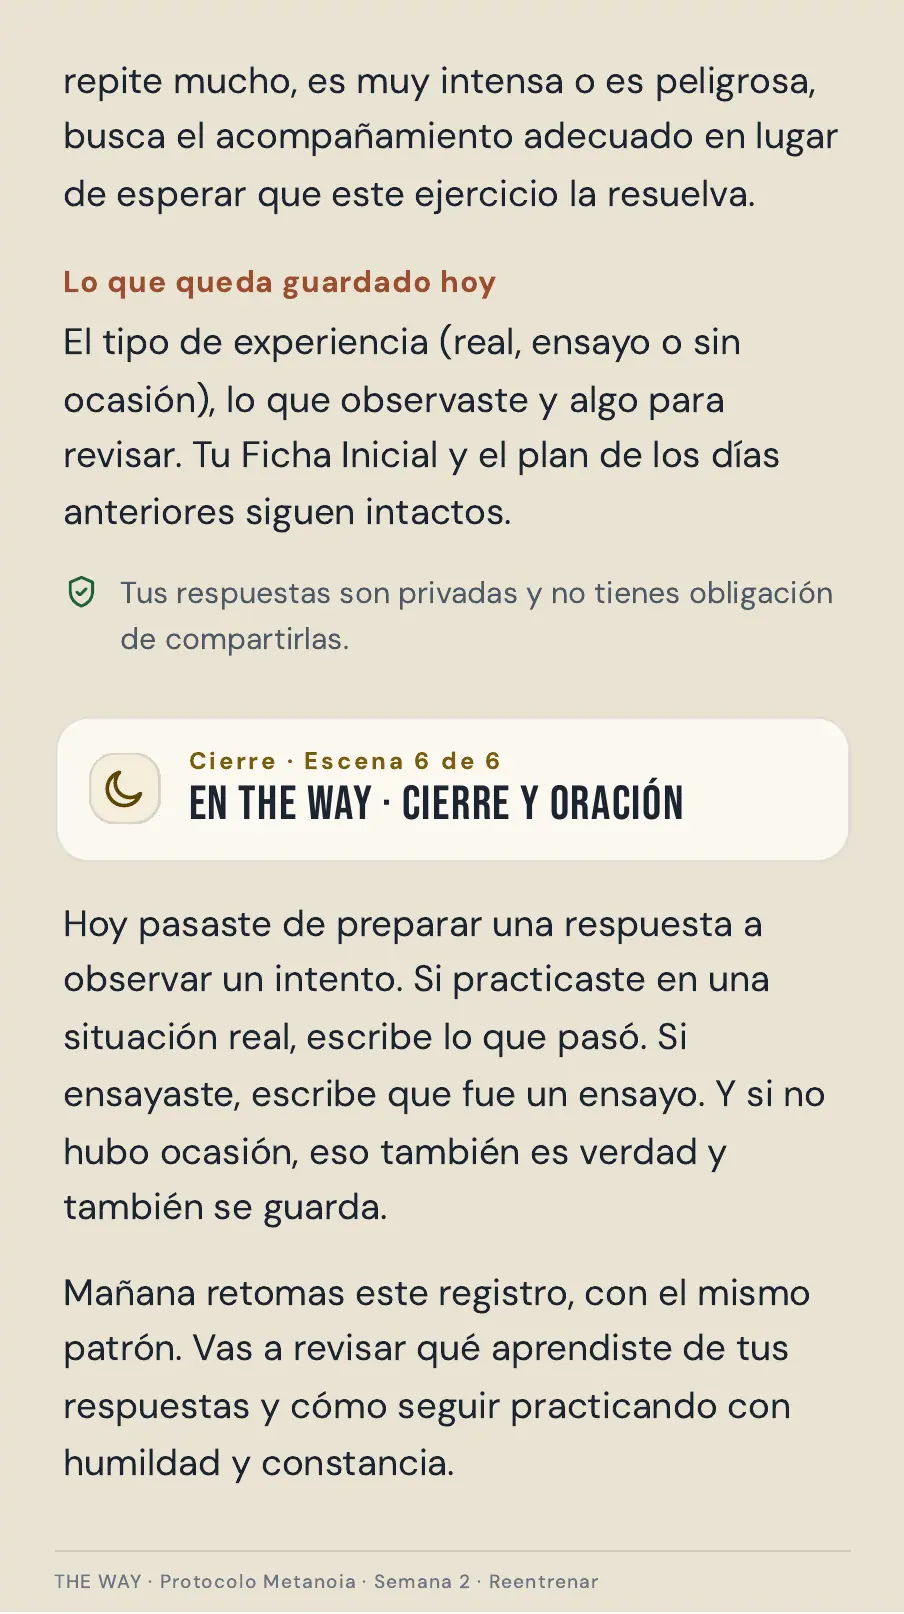 repite mucho, es muy intensa o es peligrosa,
busca el acompañamiento adecuado en lugar
de esperar que este ejercicio la resuelva.
Lo que queda guardado hoy
El tipo de experiencia (real, ensayo o sin
ocasión), lo que observaste y algo para
revisar. Tu Ficha Inicial y el plan de los días
anteriores siguen intactos.
Tus respuestas son privadas y no tienes obligación
de compartirlas.
Cierre · Escena 6 de 6
EN THE WAY · CIERRE Y ORACIÓN
Hoy pasaste de preparar una respuesta a
observar un intento. Si practicaste en una
situación real, escribe lo que pasó. Si
ensayaste, escribe que fue un ensayo. Y si no
hubo ocasión, eso también es verdad y
también se guarda.
Mañana retomas este registro, con el mismo
patrón. Vas a revisar qué aprendiste de tus
respuestas y cómo seguir practicando con
humildad y constancia.
THE WAY · Protocolo Metanoia · Semana 2 · Reentrenar